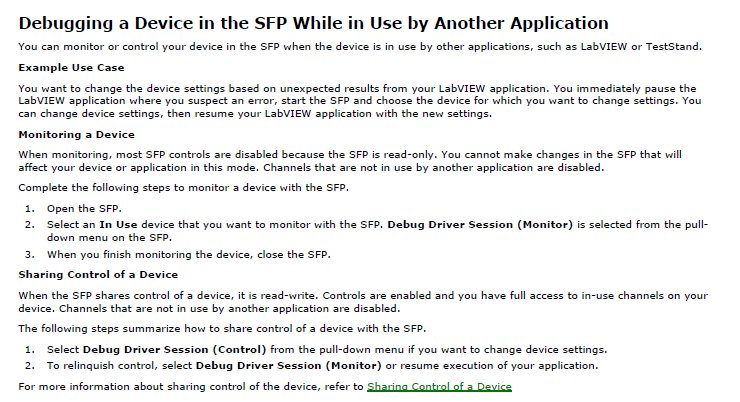 Debugging a Device in the SFP While in Use by Another Application
You can monitor or control your device in the SFP when the device is in use by other applications, such as LabVIEW or TestStand.
Example Use Case
You want to change the device settings based on unexpected results from your LabVIEW application. You immediately pause the
LabVIEW application where you suspect an error, start the SFP and choose the device for which you want to change settings. You
can change device settings, then resume your LabVIEW application with the new settings.
Monitoring a Device
When monitoring, most SFP controls are disabled because the SFP is read-only. You cannot make changes in the SFP that will
affect your device or application in this mode. Channels that are not in use by another application are disabled.
Complete the following steps to monitor a device with the SFP.
1. Open the SFP.
2. Select an In Use device that you want to monitor with the SFP. Debug Driver Session (Monitor) is selected from the pull-
down menu on the SFP.
3. When you finish monitoring the device, close the SFP.
Sharing Control of a Device
When the SFP shares control of a device, it is read-write. Controls are enabled and you have full access to in-use channels on your
device. Channels that are not in use by another application are disabled.
The following steps summarize how to share control of a device with the SFP.
1. Select Debug Driver Session (Control) from the pull-down menu if you want to change device settings.
2. To relinquish control, select Debug Driver Session (Monitor) or resume execution of your application.
For more information about sharing control of the device, refer to Sharing Control of a Device